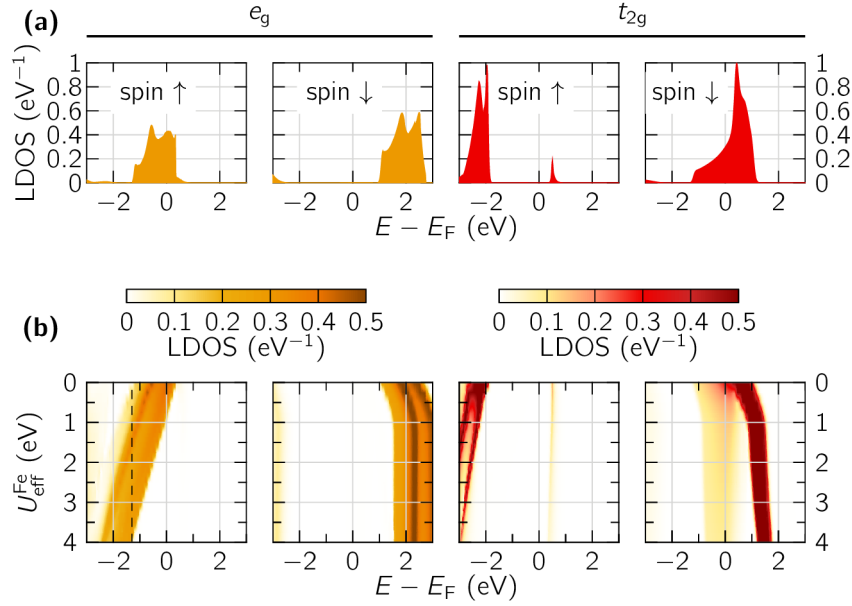 (a)
e_g t_2g
LDOS (eV⁻¹)
1 0.8 0.6 0.4 0.2 0
spin ↑ spin ↓ spin ↑ spin ↓
1 0.8 0.6 0.4 0.2 0
−2 0 2 −2 0 2 −2 0 2 −2 0 2
E − E_F (eV)
(b)
0 0.1 0.2 0.3 0.4 0.5 0 0.1 0.2 0.3 0.4 0.5
LDOS (eV⁻¹) LDOS (eV⁻¹)
U_eff^Fe (eV)
0 1 2 3 4
0 1 2 3 4
−2 0 2 −2 0 2 −2 0 2 −2 0 2
E − E_F (eV)